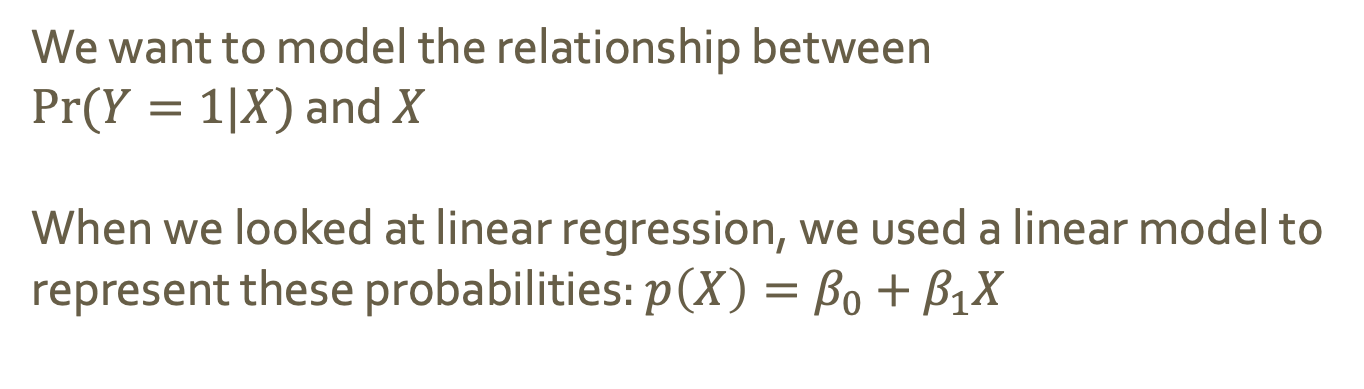 We want to model the relationship between
Pr(𝑌 = 1|𝑋) and 𝑋
When we looked at linear regression, we used a linear model to
represent these probabilities: 𝑝(𝑋) = 𝛽₀ + 𝛽₁𝑋